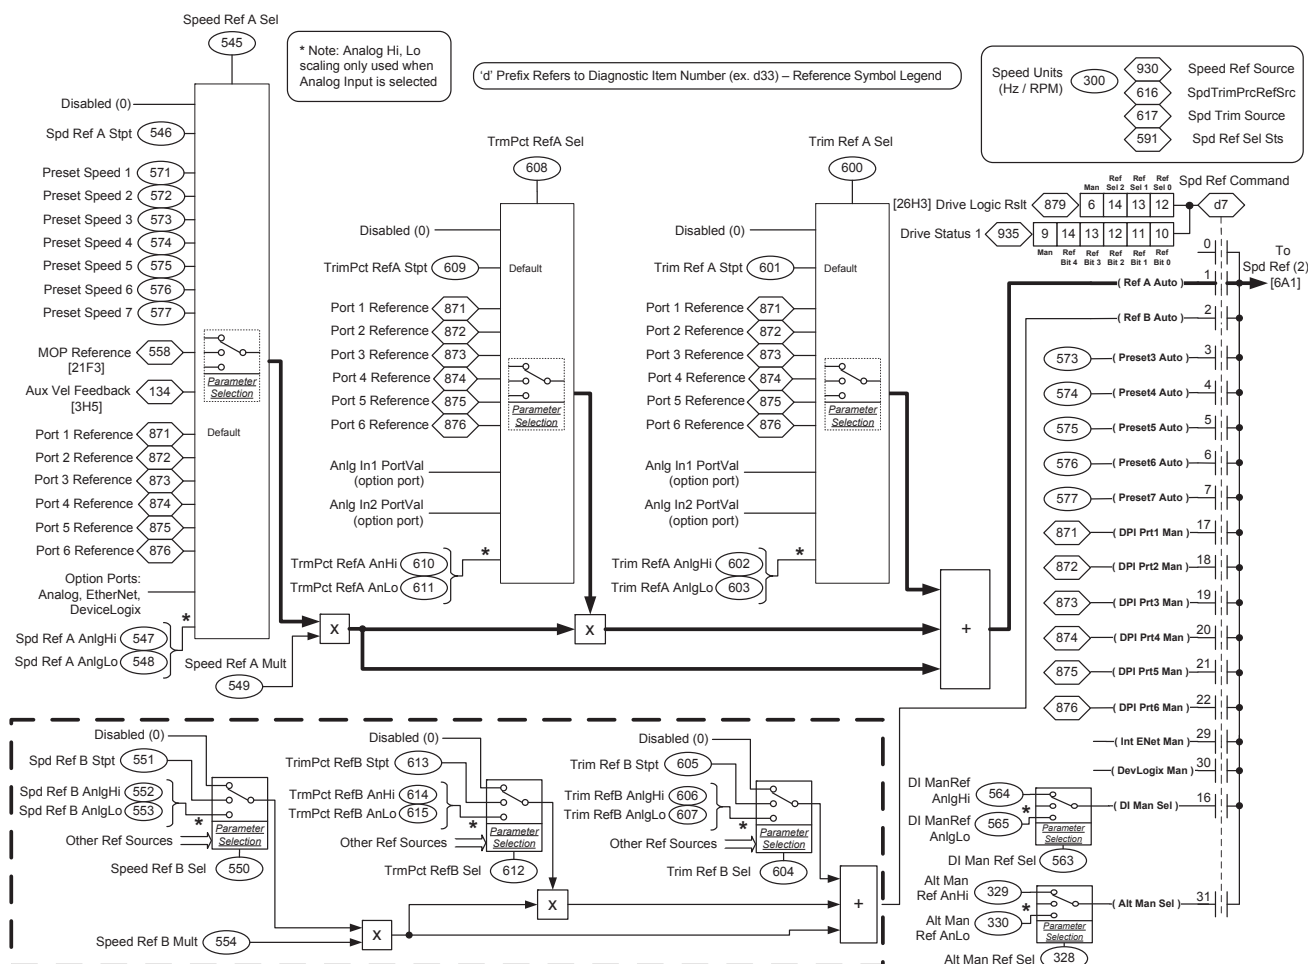 Speed Ref A Sel
545
* Note: Analog Hi, Lo
scaling only used when
Analog Input is selected
'd' Prefix Refers to Diagnostic Item Number (ex. d33) – Reference Symbol Legend
Speed Units
(Hz / RPM)
300
930 Speed Ref Source
616 SpdTrimPrcRefSrc
617 Spd Trim Source
591 Spd Ref Sel Sts
Disabled (0)
Spd Ref A Stpt 546
Preset Speed 1 571
Preset Speed 2 572
Preset Speed 3 573
Preset Speed 4 574
Preset Speed 5 575
Preset Speed 6 576
Preset Speed 7 577
MOP Reference 558
[21F3]
Aux Vel Feedback 134
[3H5]
Parameter
Selection
Port 1 Reference 871 Default
Port 2 Reference 872
Port 3 Reference 873
Port 4 Reference 874
Port 5 Reference 875
Port 6 Reference 876
Option Ports:
Analog, EtherNet,
DeviceLogix
*
Spd Ref A AnlgHi 547
Spd Ref A AnlgLo 548
Speed Ref A Mult
549
X
TrmPct RefA Sel
608
Disabled (0)
TrimPct RefA Stpt 609 Default
Port 1 Reference 871
Port 2 Reference 872
Port 3 Reference 873
Port 4 Reference 874
Port 5 Reference 875
Port 6 Reference 876
Parameter
Selection
Anlg In1 PortVal
(option port)
Anlg In2 PortVal
(option port)
*
TrmPct RefA AnHi 610
TrmPct RefA AnLo 611
X
Trim Ref A Sel
600
Disabled (0)
Trim Ref A Stpt 601 Default
Port 1 Reference 871
Port 2 Reference 872
Port 3 Reference 873
Port 4 Reference 874
Port 5 Reference 875
Port 6 Reference 876
Parameter
Selection
Anlg In1 PortVal
(option port)
Anlg In2 PortVal
(option port)
*
Trim RefA AnlgHi 602
Trim RefA AnlgLo 603
+
Man Ref Sel 2 Ref Sel 1 Ref Sel 0
Spd Ref Command
[26H3] Drive Logic Rslt 879 6 14 13 12 d7
Drive Status 1 935 9 14 13 12 11 10
Man Ref Bit 4 Ref Bit 3 Ref Bit 2 Ref Bit 1 Ref Bit 0
0
To
Spd Ref (2)
[6A1]
( Ref A Auto ) 1
( Ref B Auto ) 2
573 ( Preset3 Auto ) 3
574 ( Preset4 Auto ) 4
575 ( Preset5 Auto ) 5
576 ( Preset6 Auto ) 6
577 ( Preset7 Auto ) 7
871 ( DPI Prt1 Man ) 17
872 ( DPI Prt2 Man ) 18
873 ( DPI Prt3 Man ) 19
874 ( DPI Prt4 Man ) 20
875 ( DPI Prt5 Man ) 21
876 ( DPI Prt6 Man ) 22
( Int ENet Man ) 29
( DevLogix Man ) 30
DI ManRef
AnlgHi
564
( DI Man Sel ) 16
*
DI ManRef
AnlgLo
565
Parameter
Selection
DI Man Ref Sel 563
Alt Man
Ref AnHi
329
( Alt Man Sel ) 31
*
Alt Man
Ref AnLo
330
Parameter
Selection
Alt Man Ref Sel 328
Disabled (0)
Spd Ref B Stpt 551
Spd Ref B AnlgHi 552
Spd Ref B AnlgLo 553
*
Other Ref Sources
Parameter
Selection
Speed Ref B Sel 550
Speed Ref B Mult 554
X
Disabled (0)
TrimPct RefB Stpt 613
TrmPct RefB AnHi 614
TrmPct RefB AnLo 615
*
Other Ref Sources
Parameter
Selection
TrmPct RefB Sel 612
X
Disabled (0)
Trim Ref B Stpt 605
Trim RefB AnlgHi 606
Trim RefB AnlgLo 607
*
Other Ref Sources
Parameter
Selection
Trim Ref B Sel 604
+